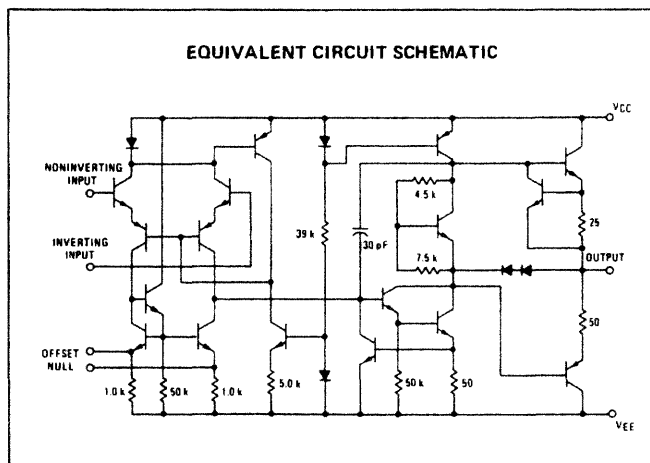 EQUIVALENT CIRCUIT SCHEMATIC
VCC
NONINVERTING
INPUT
4.5 k
25
39 k
30 pF
INVERTING
INPUT
7.5 k
OUTPUT
50
OFFSET
NULL
1.0 k
50 k
1.0 k
5.0 k
50 k
50
VEE